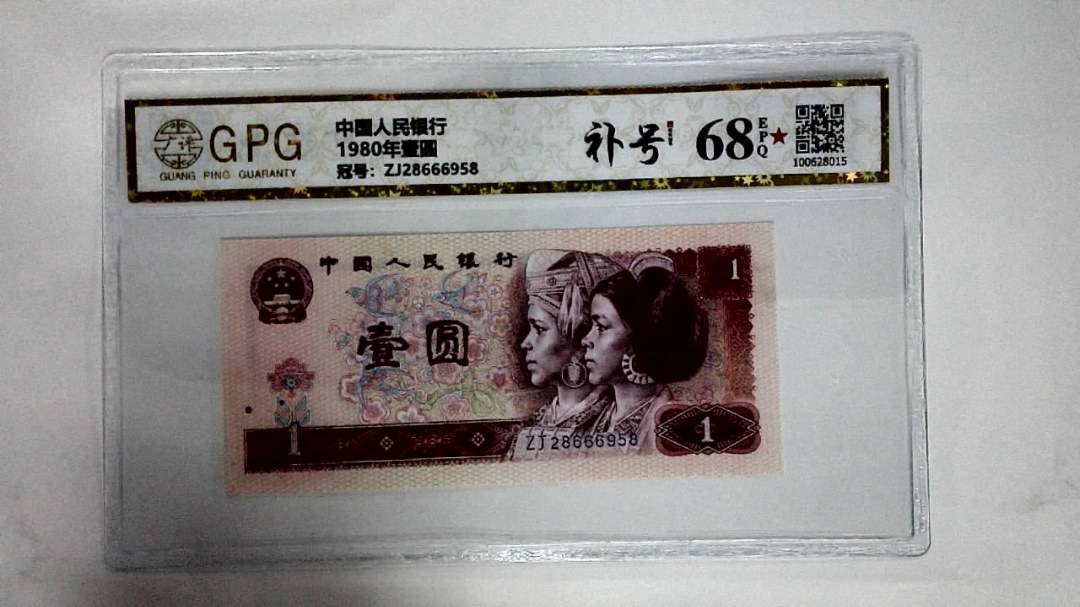 GPG
GUANG PING GUARANTY
中国人民银行
1980年壹圆
冠号：ZJ28666958
补号
68
EPQ★
100628015
中国人民银行
壹圆
1
1
ZJ28666958
1